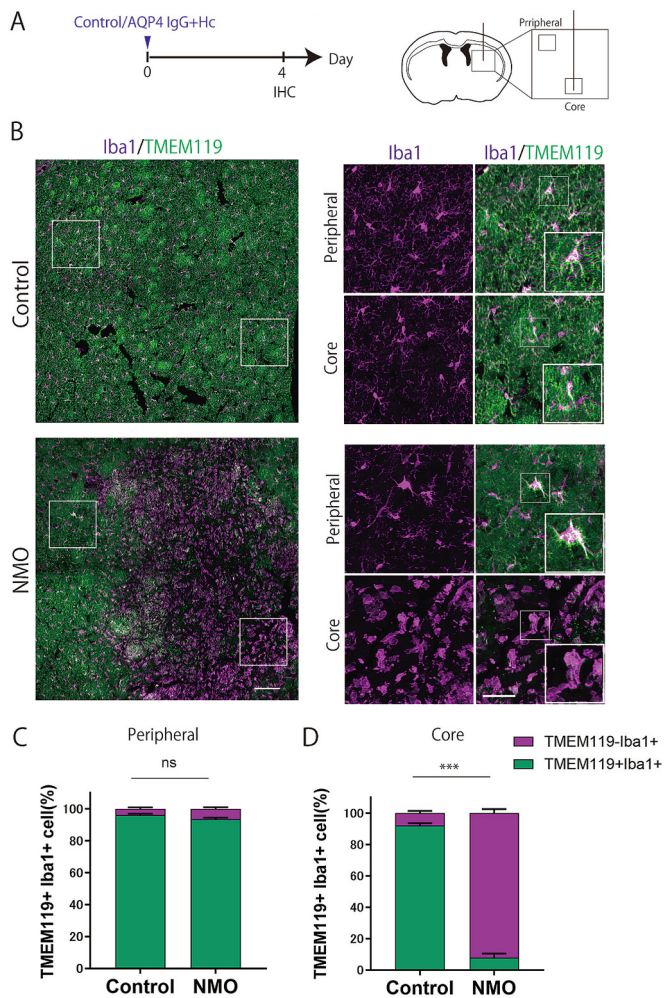 A
Control/AQP4 IgG+Hc
0
4
Day
IHC
Prripheral
Core
B
Iba1/TMEM119
Iba1
Iba1/TMEM119
Control
Peripheral
Core
NMO
Peripheral
Core
C
Peripheral
ns
TMEM119+ Iba1+ cell(%)
100
80
60
40
20
0
Control
NMO
D
Core
***
TMEM119-Iba1+
TMEM119+Iba1+
TMEM119+ Iba1+ cell(%)
100
80
60
40
20
0
Control
NMO